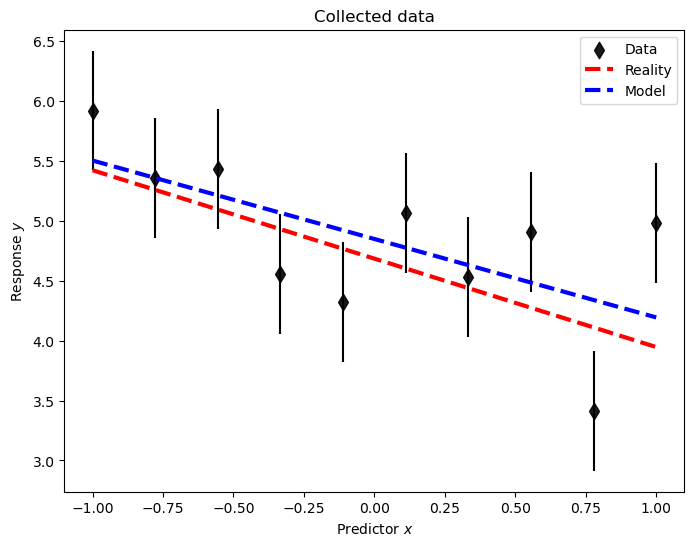 Collected data
Data
Reality
Model
6.5
6.0
5.5
5.0
4.5
4.0
3.5
3.0
Response y
−1.00 −0.75 −0.50 −0.25 0.00 0.25 0.50 0.75 1.00
Predictor x